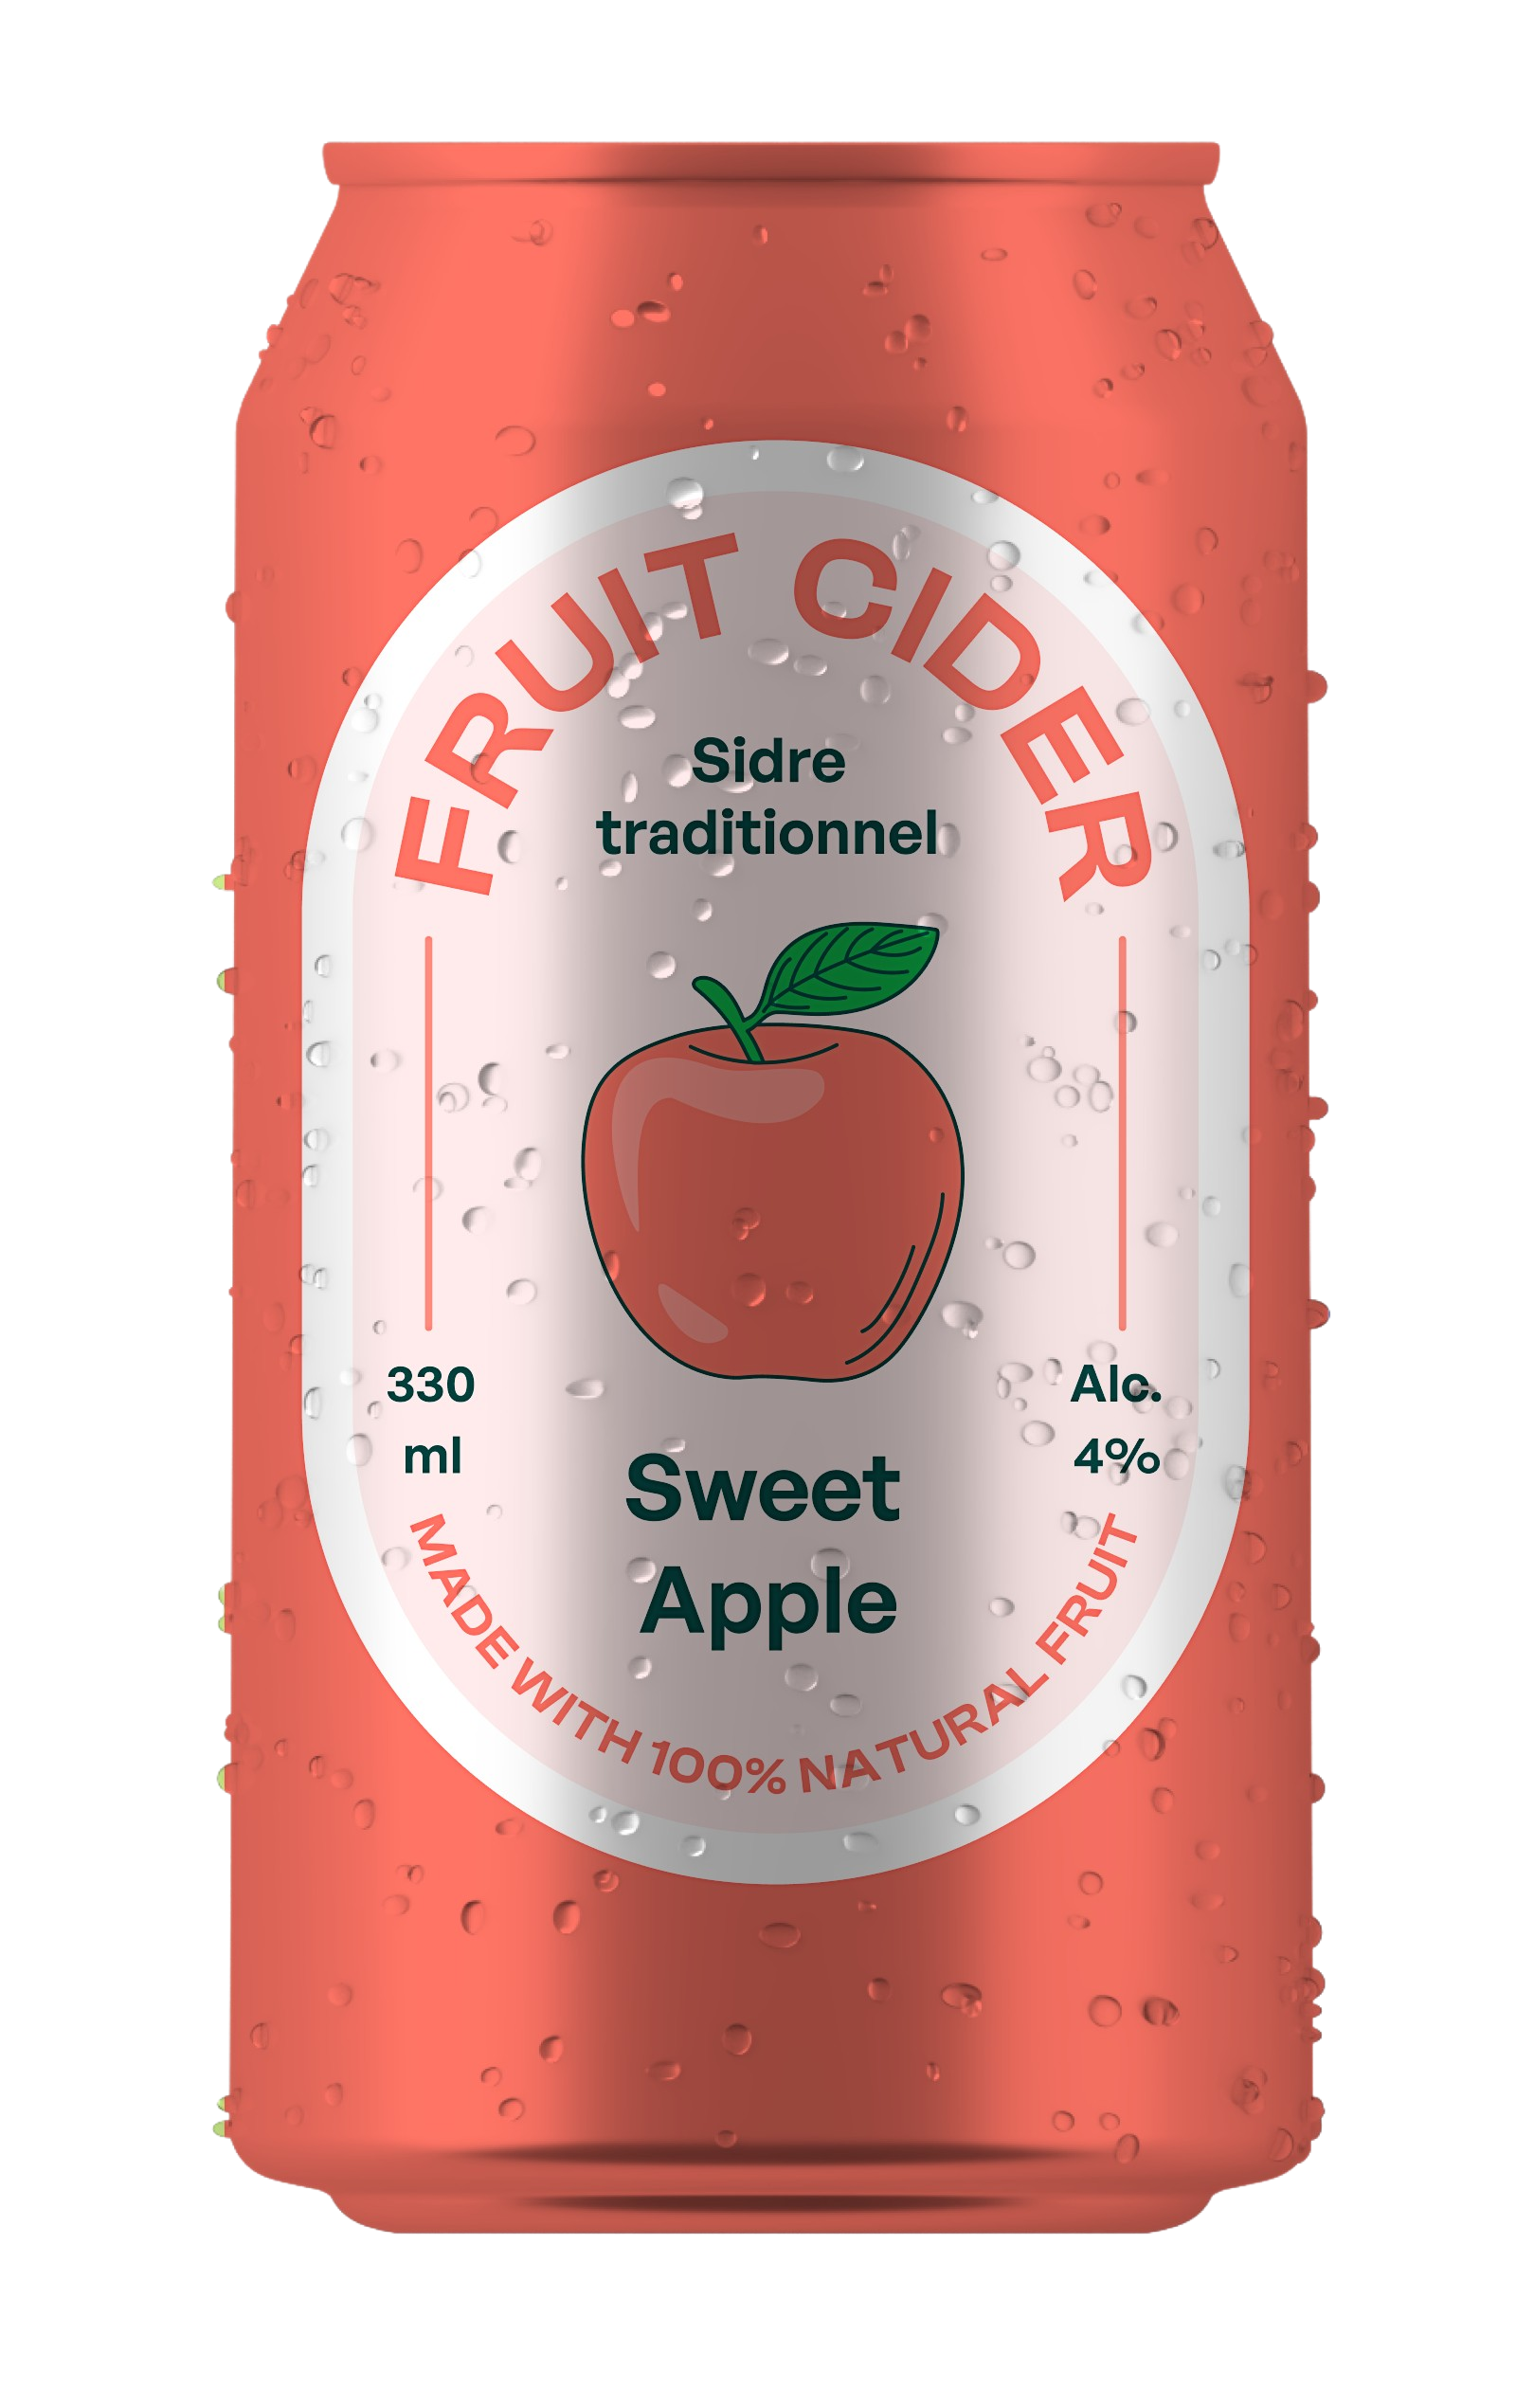 FRUIT CIDER
Sidre
traditionnel
330
ml
Alc.
4%
Sweet
Apple
MADE WITH 100% NATURAL FRUIT